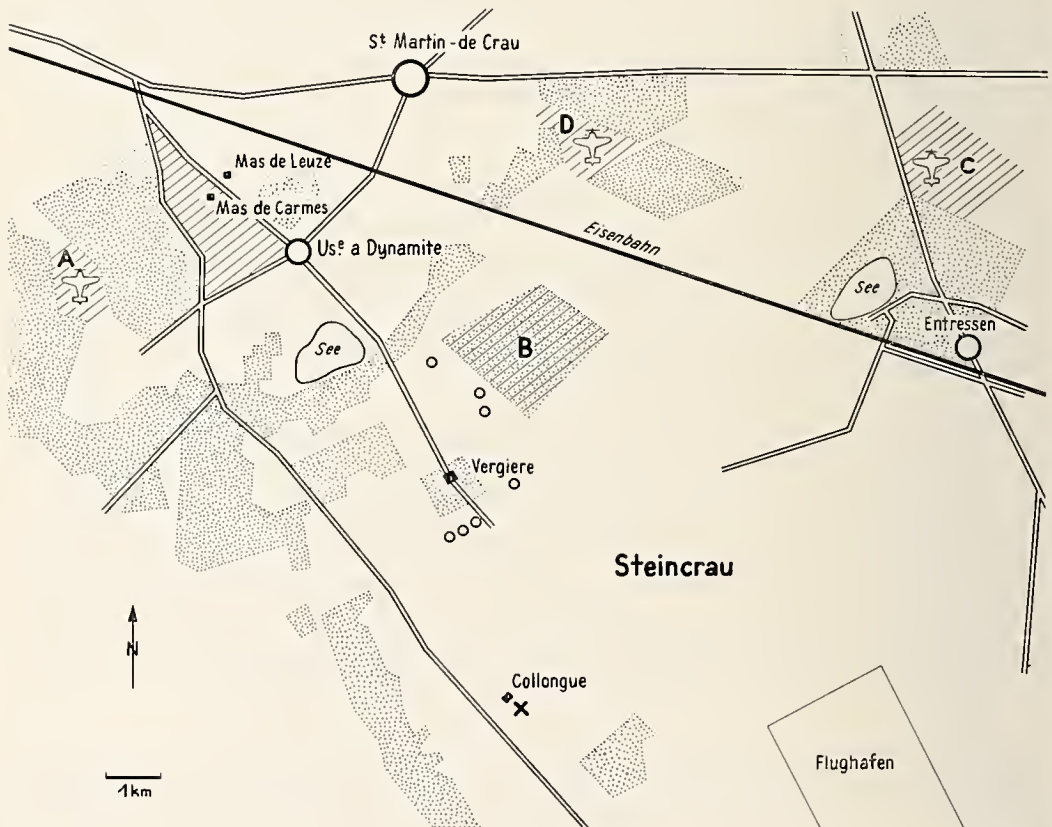 Sᵗ Martin-de Crau
D
C
Mas de Leuze
Mas de Carmes
Usᵉ a Dynamite
A
Eisenbahn
See
Entressen
See
B
Vergiere
Steincrau
N
Collongue
Flughafen
1km